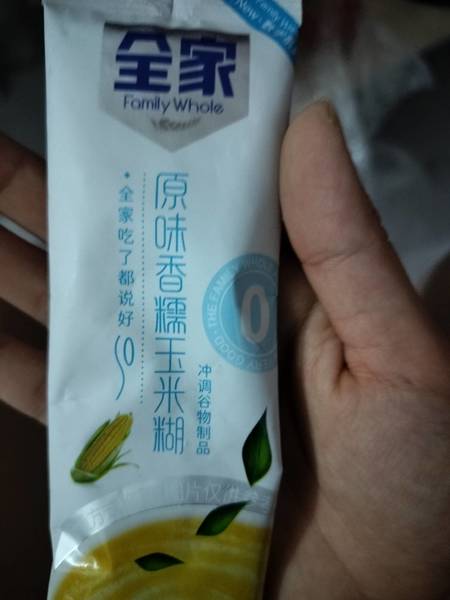 全家
Family Whole
原味香糯玉米糊
全家吃了都说好
冲调谷物制品
0